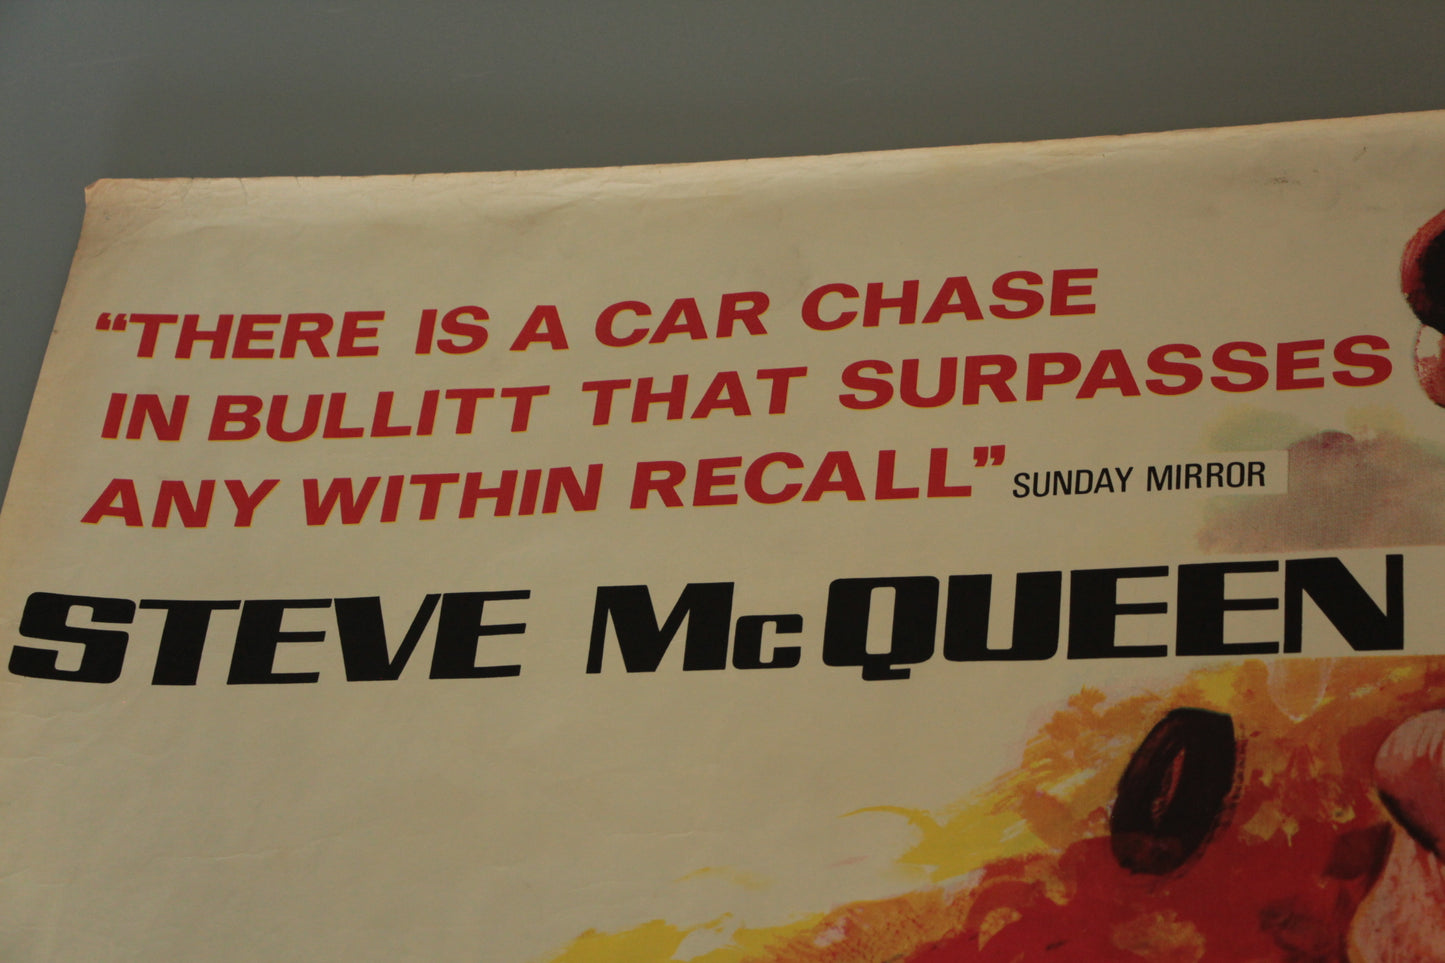 “THERE IS A CAR CHASE
IN BULLITT THAT SURPASSES
ANY WITHIN RECALL” SUNDAY MIRROR
STEVE McQUEEN